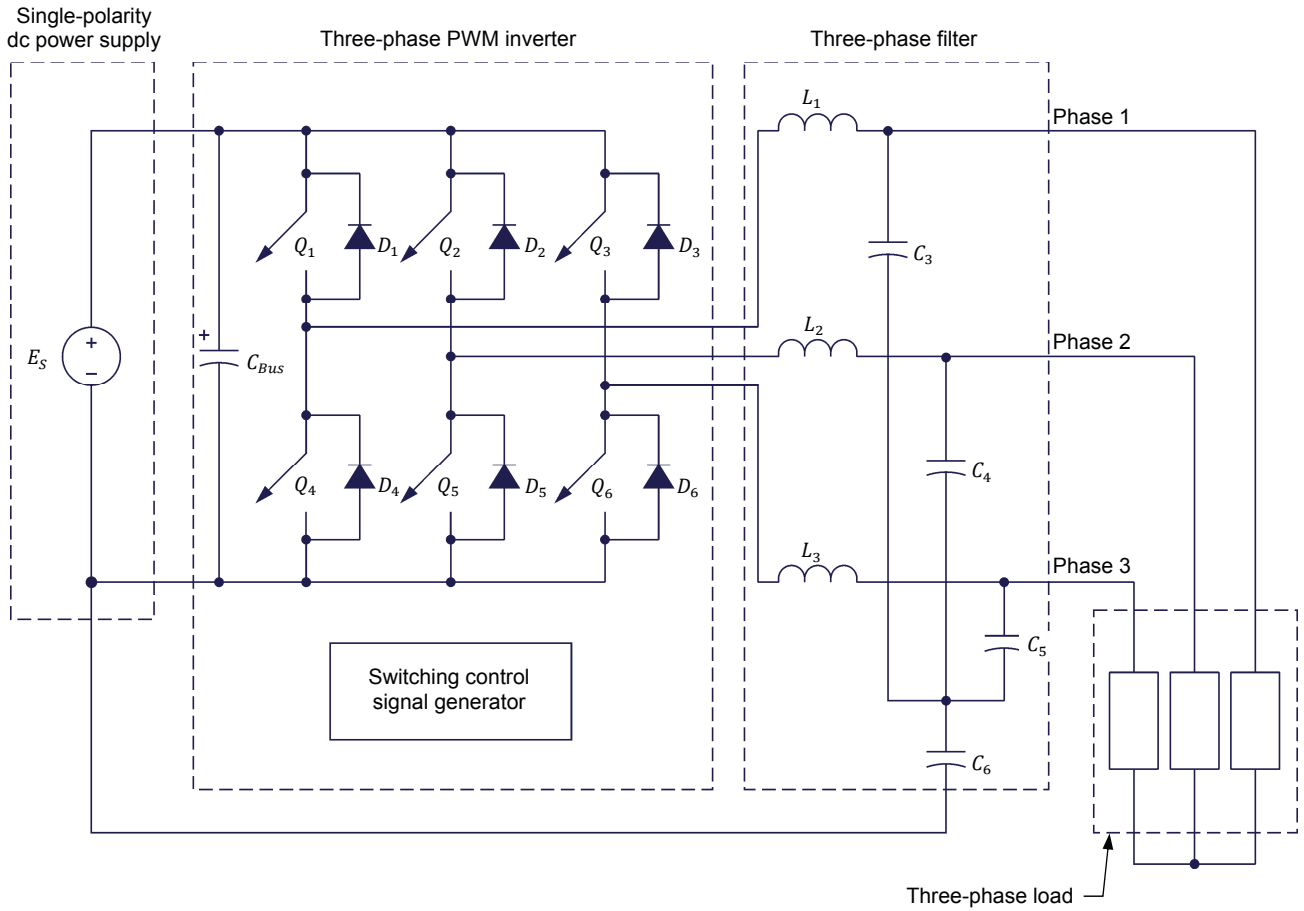 Single-polarity
dc power supply
Three-phase PWM inverter
Three-phase filter
L₁
Phase 1
Q₁
D₁
Q₂
D₂
Q₃
D₃
C₃
L₂
Phase 2
+
E_S
+
−
C_Bus
C₄
Q₄
D₄
Q₅
D₅
Q₆
D₆
L₃
Phase 3
C₅
Switching control
signal generator
C₆
Three-phase load